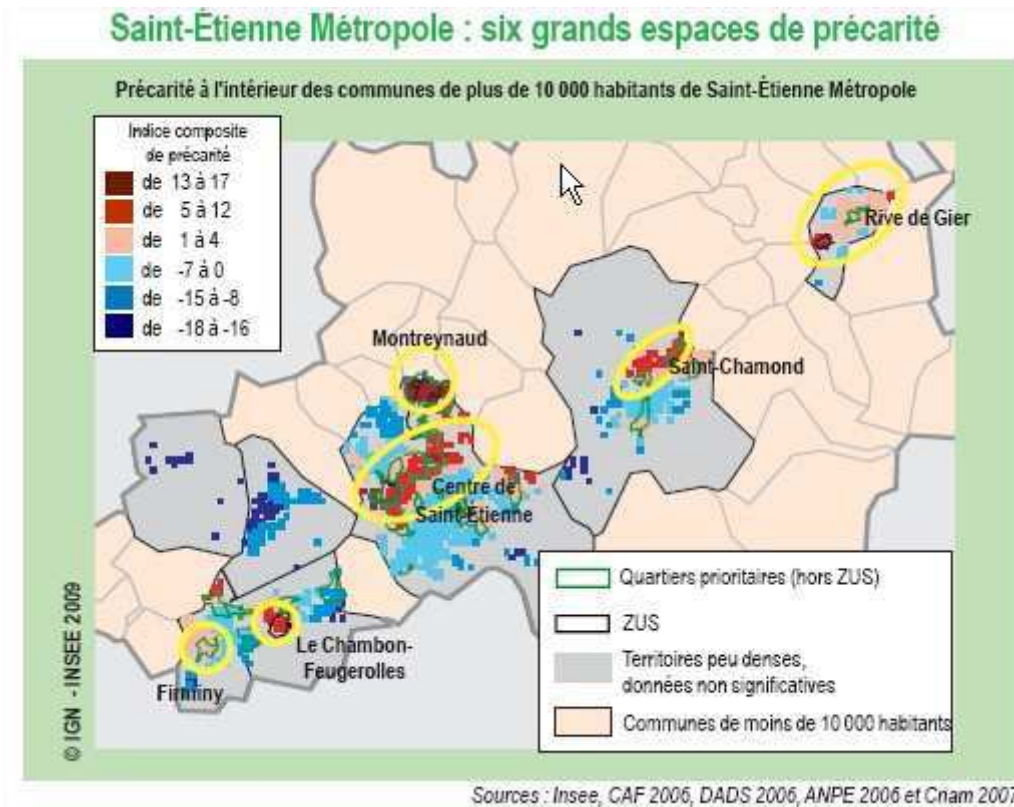 Saint-Étienne Métropole : six grands espaces de précarité
Précarité à l'intérieur des communes de plus de 10 000 habitants de Saint-Étienne Métropole
Indice composite
de précarité
de 13 à 17
de 5 à 12
de 1 à 4
de -7 à 0
de -15 à -8
de -18 à -16
Rive de Gier
Montreynaud
Saint-Chamond
Centre de
Saint-Etienne
Le Chambon-
Feugerolles
Firminy
Quartiers prioritaires (hors ZUS)
ZUS
Territoires peu denses,
données non significatives
Communes de moins de 10 000 habitants
© IGN - INSEE 2009
Sources : Insee, CAF 2006, DADS 2006, ANPE 2006 et Cnam 2007